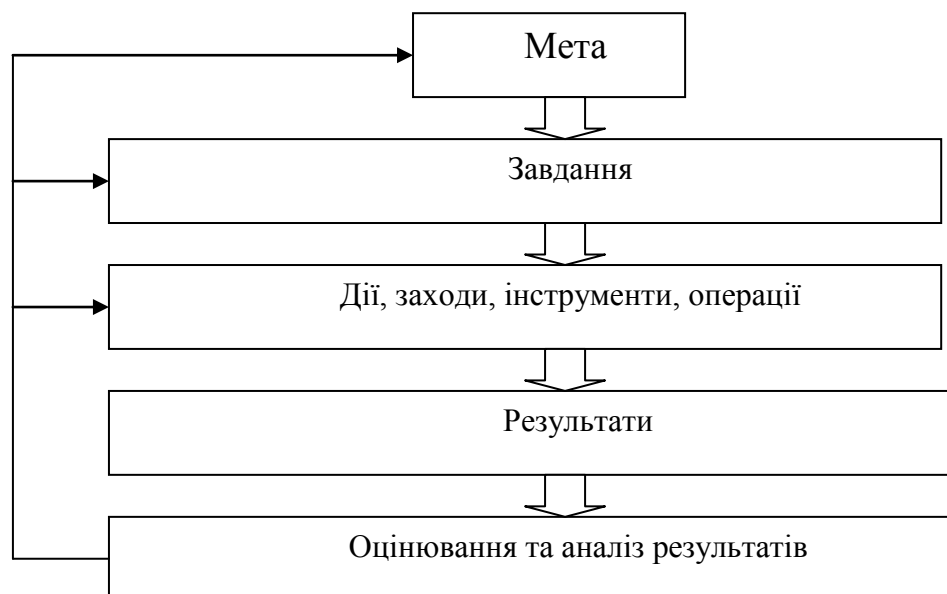 Мета
Завдання
Дії, заходи, інструменти, операції
Результати
Оцінювання та аналіз результатів